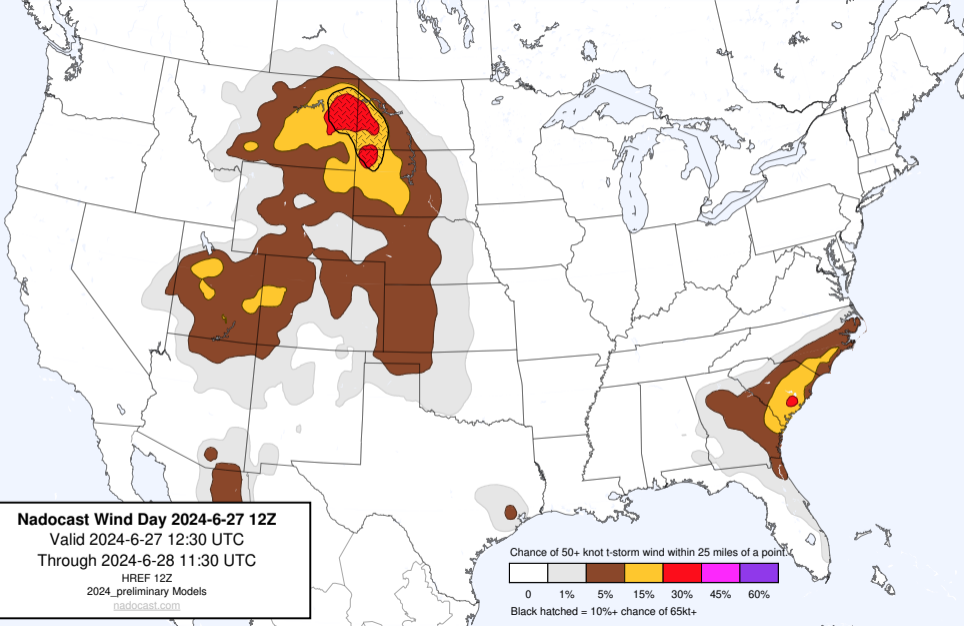 Nadocast Wind Day 2024-6-27 12Z
Valid 2024-6-27 12:30 UTC
Through 2024-6-28 11:30 UTC
HREF 12Z
2024_preliminary Models
nadocast.com
Chance of 50+ knot t-storm wind within 25 miles of a point.
0 1% 5% 15% 30% 45% 60%
Black hatched = 10%+ chance of 65kt+